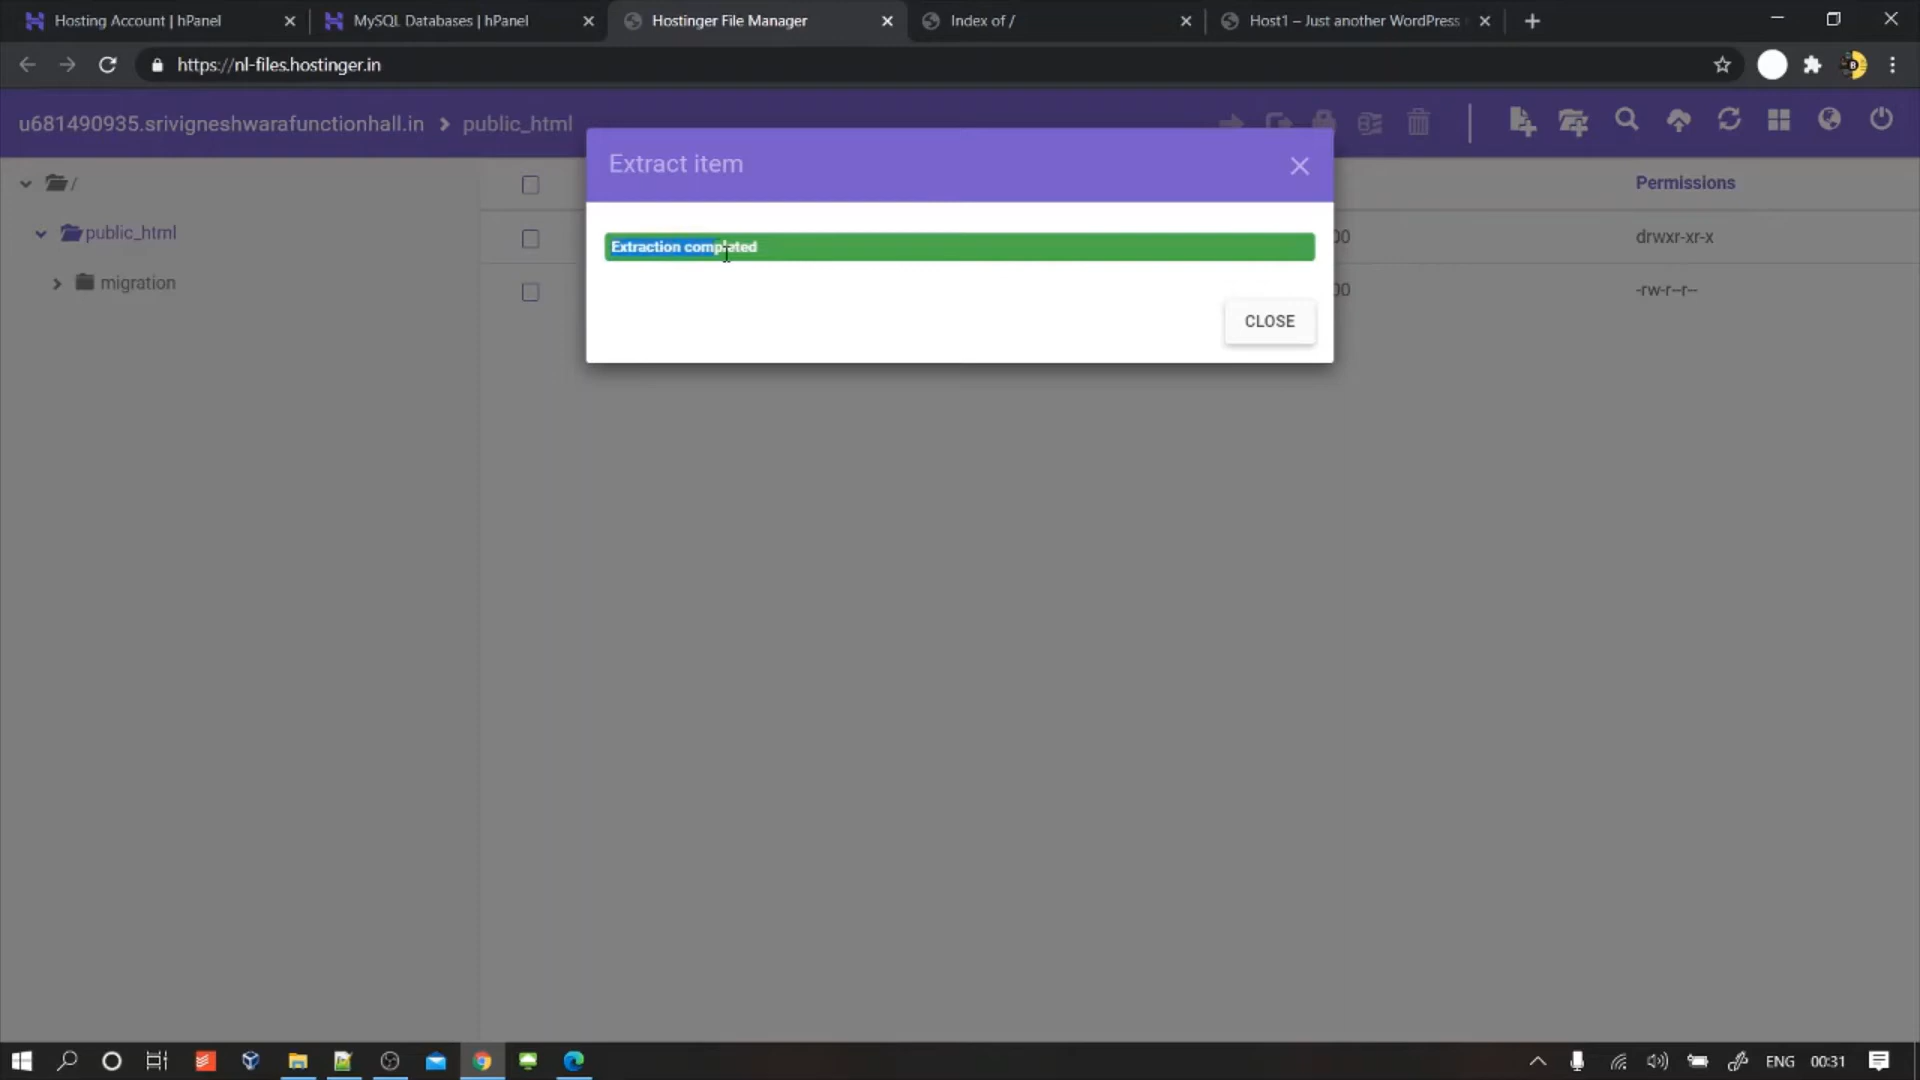 Hosting Account | hPanel
MySQL Databases | hPanel
Hostinger File Manager
Index of /
Host1 – Just another WordPress
https://nl-files.hostinger.in
u681490935.srivigneshwarafunctionhall.in
public_html
Extract item
/
Permissions
public_html
Extraction completed
00
drwxr-xr-x
migration
00
-rw-r--r--
CLOSE
ENG
00:31